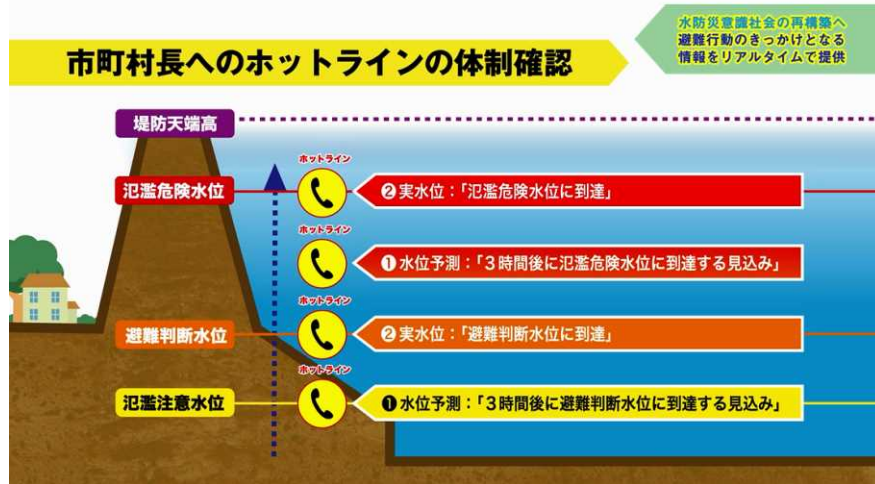 水防災意識社会の再構築へ
避難行動のきっかけとなる
情報をリアルタイムで提供
市町村長へのホットラインの体制確認
堤防天端高
ホットライン
氾濫危険水位
❷実水位：「氾濫危険水位に到達」
ホットライン
❶水位予測：「３時間後に氾濫危険水位に到達する見込み」
ホットライン
避難判断水位
❷実水位：「避難判断水位に到達」
ホットライン
氾濫注意水位
❶水位予測：「３時間後に避難判断水位に到達する見込み」